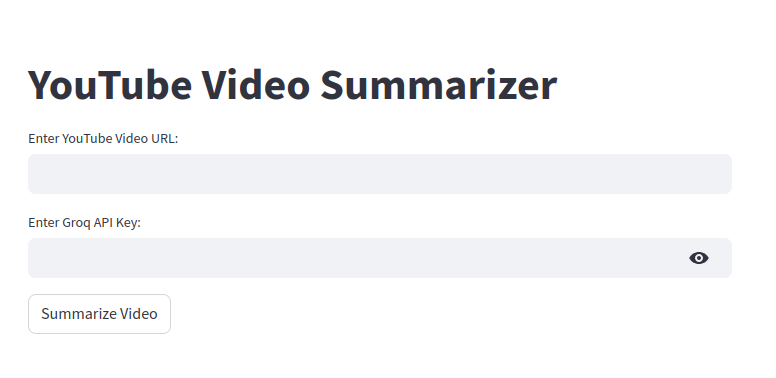 YouTube Video Summarizer
Enter YouTube Video URL:
Enter Groq API Key:
Summarize Video